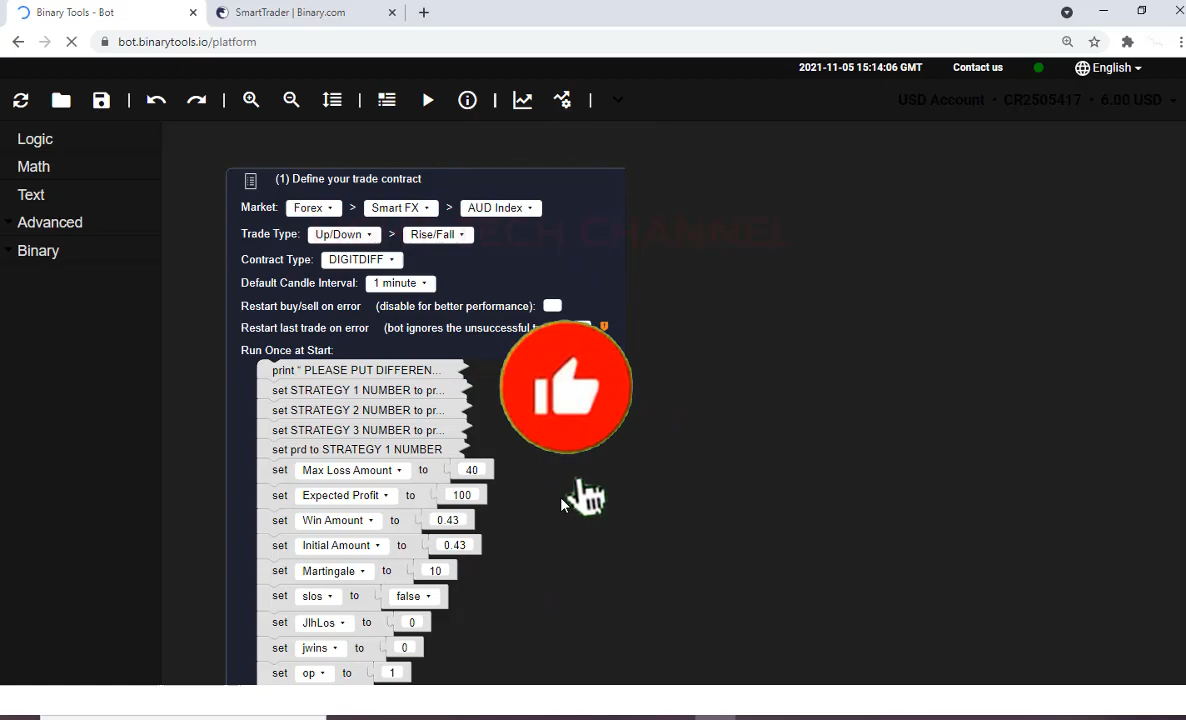 Binary Tools - Bot
SmartTrader | Binary.com
bot.binarytools.io/platform
2021-11-05 15:14:06 GMT Contact us English
USD Account • CR2505417 • 6.00 USD
Logic
Math
Text
Advanced
Binary
(1) Define your trade contract
Market: Forex > Smart FX > AUD Index
Trade Type: Up/Down > Rise/Fall
TECH CHANNEL
Contract Type: DIGITDIFF
Default Candle Interval: 1 minute
Restart buy/sell on error (disable for better performance):
Restart last trade on error (bot ignores the unsuccessful
Run Once at Start:
print “ PLEASE PUT DIFFEREN...
set STRATEGY 1 NUMBER to pr...
set STRATEGY 2 NUMBER to pr...
set STRATEGY 3 NUMBER to pr...
set prd to STRATEGY 1 NUMBER
set Max Loss Amount to 40
set Expected Profit to 100
set Win Amount to 0.43
set Initial Amount to 0.43
set Martingale to 10
set slos to false
set JlhLos to 0
set jwins to 0
set op to 1